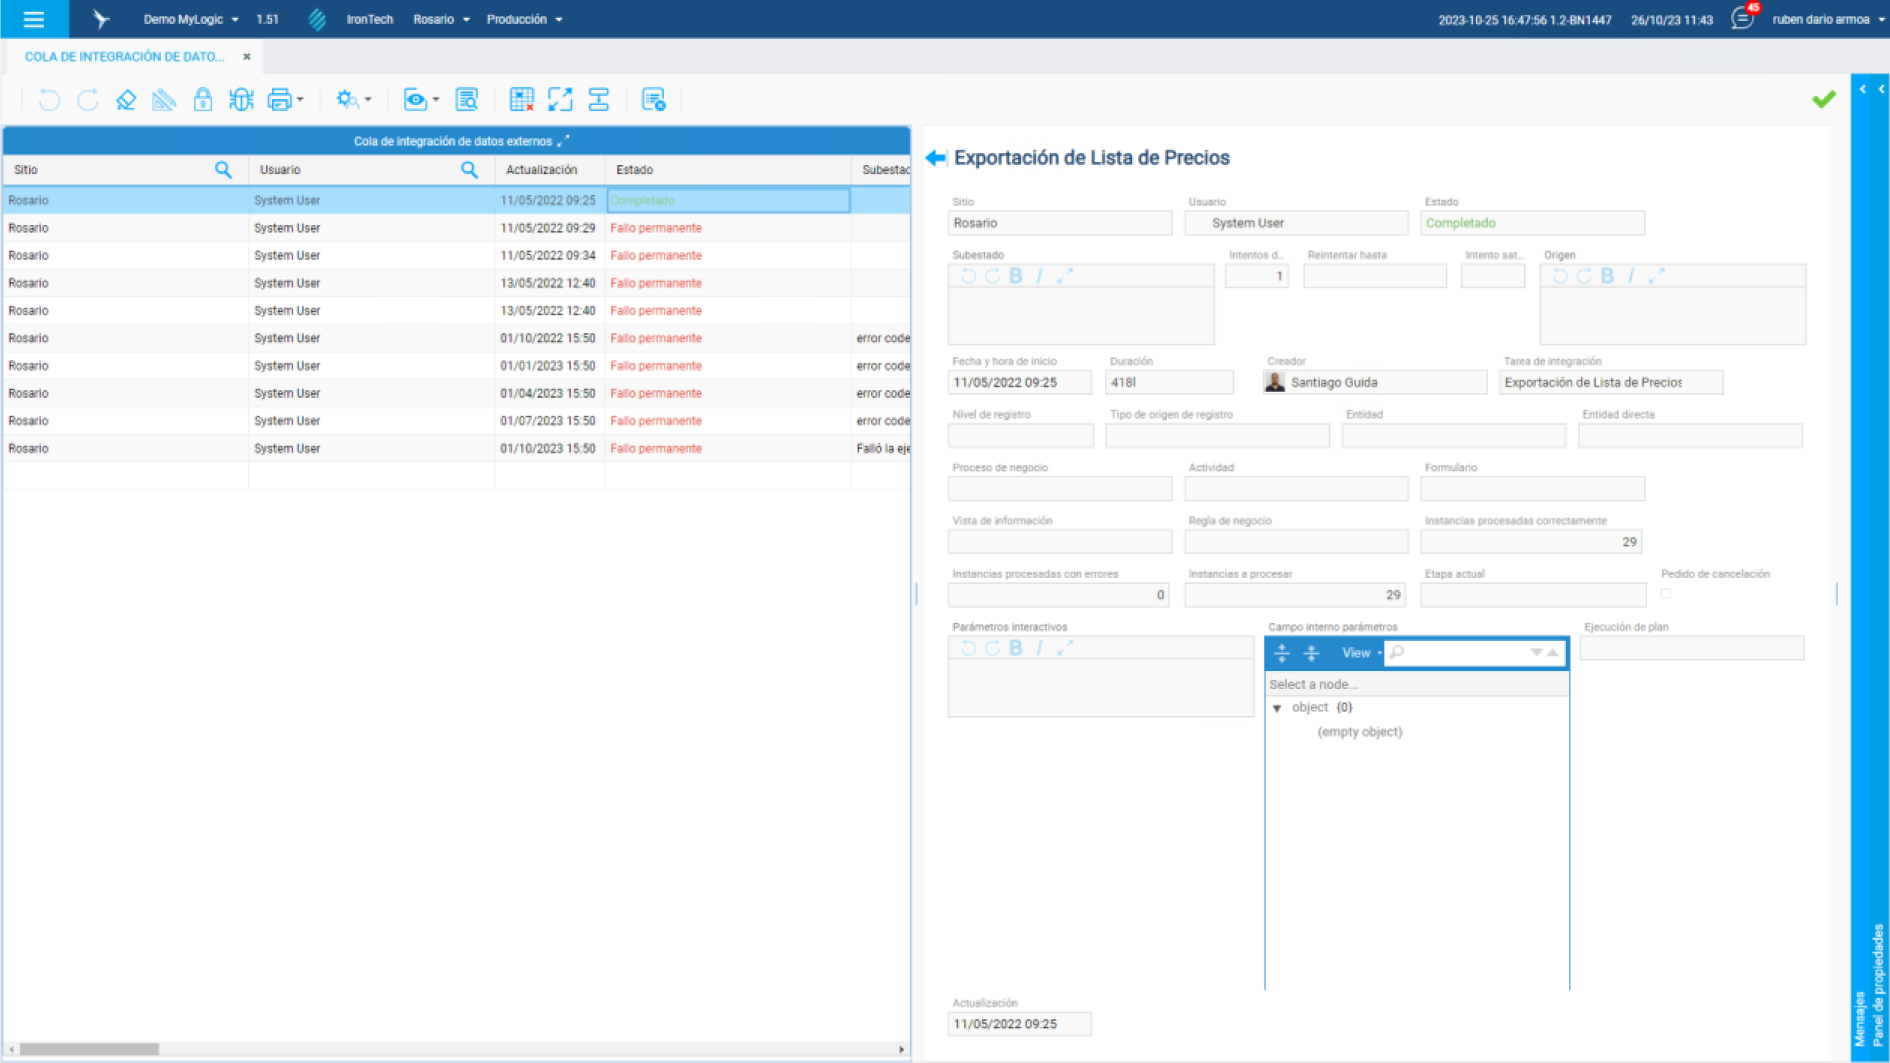 Demo MyLogic 1.51 IronTech Rosario Producción 2023-10-25 16:47:56 1.2-BN1447 26/10/23 11:43 45 ruben dario armoa
COLA DE INTEGRACIÓN DE DATO... ×
Cola de integración de datos externos
Sitio Usuario Actualización Estado Subestad
Rosario System User 11/05/2022 09:25 Completado
Rosario System User 11/05/2022 09:29 Fallo permanente
Rosario System User 11/05/2022 09:34 Fallo permanente
Rosario System User 13/05/2022 12:40 Fallo permanente
Rosario System User 13/05/2022 12:40 Fallo permanente
Rosario System User 01/10/2022 15:50 Fallo permanente error code
Rosario System User 01/01/2023 15:50 Fallo permanente error code
Rosario System User 01/04/2023 15:50 Fallo permanente error code
Rosario System User 01/07/2023 15:50 Fallo permanente error code
Rosario System User 01/10/2023 15:50 Fallo permanente Falló la eje
Exportación de Lista de Precios
Sitio Usuario Estado
Rosario System User Completado
Subestado Intentos d... Reintentar hasta Intento sat... Origen
B I 1 B I
Fecha y hora de inicio Duración Creador Tarea de integración
11/05/2022 09:25 418l Santiago Guida Exportación de Lista de Precios
Nivel de registro Tipo de origen de registro Entidad Entidad directa
Proceso de negocio Actividad Formulario
Vista de información Regla de negocio Instancias procesadas correctamente
29
Instancias procesadas con errores Instancias a procesar Etapa actual Pedido de cancelación
0 29
Parámetros interactivos Campo interno parámetros Ejecución de plan
B I View
Select a node...
object {0}
(empty object)
Actualización
11/05/2022 09:25
Mensajes
Panel de propiedades